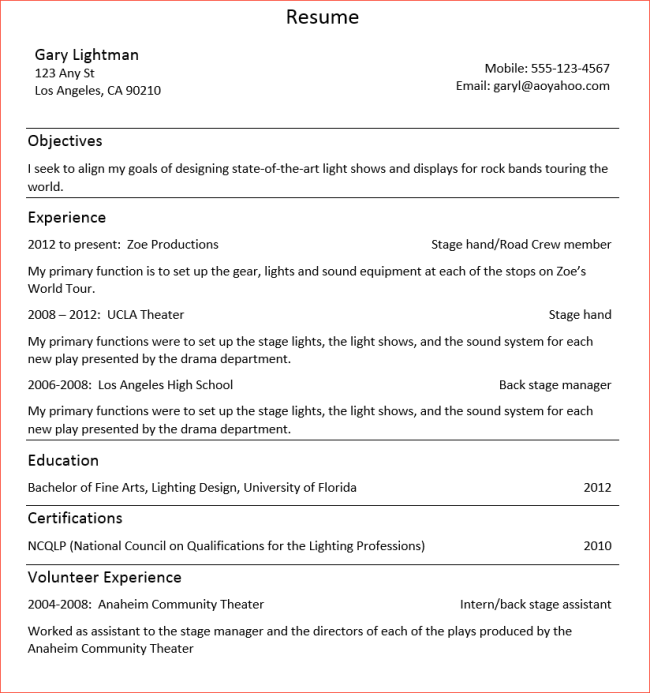 Resume
Gary Lightman
123 Any St
Los Angeles, CA 90210
Mobile: 555-123-4567
Email: garyl@aoyahoo.com
Objectives
I seek to align my goals of designing state-of-the-art light shows and displays for rock bands touring the
world.
Experience
2012 to present:  Zoe Productions Stage hand/Road Crew member
My primary function is to set up the gear, lights and sound equipment at each of the stops on Zoe’s
World Tour.
2008 – 2012:  UCLA Theater Stage hand
My primary functions were to set up the stage lights, the light shows, and the sound system for each
new play presented by the drama department.
2006-2008:  Los Angeles High School Back stage manager
My primary functions were to set up the stage lights, the light shows, and the sound system for each
new play presented by the drama department.
Education
Bachelor of Fine Arts, Lighting Design, University of Florida 2012
Certifications
NCQLP (National Council on Qualifications for the Lighting Professions) 2010
Volunteer Experience
2004-2008:  Anaheim Community Theater Intern/back stage assistant
Worked as assistant to the stage manager and the directors of each of the plays produced by the
Anaheim Community Theater